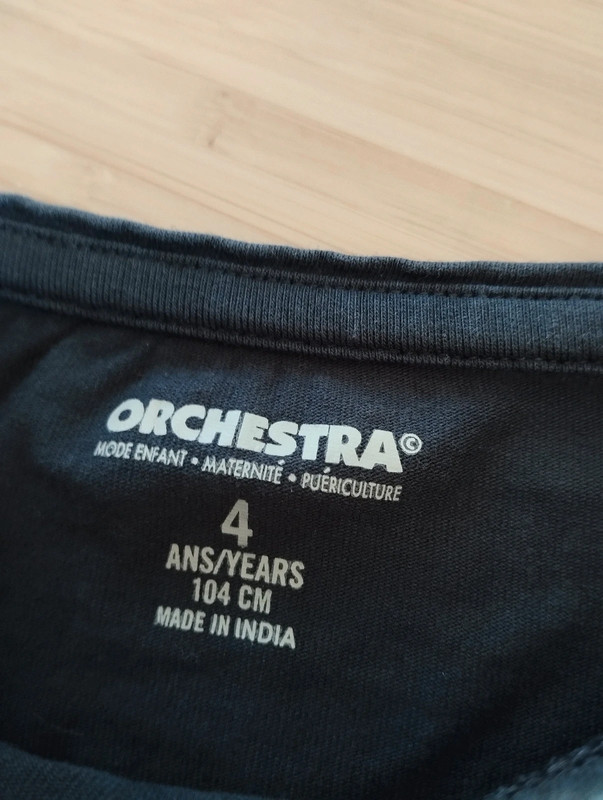 ORCHESTRA©
MODE ENFANT • MATERNITÉ • PUÉRICULTURE
4
ANS/YEARS
104 CM
MADE IN INDIA